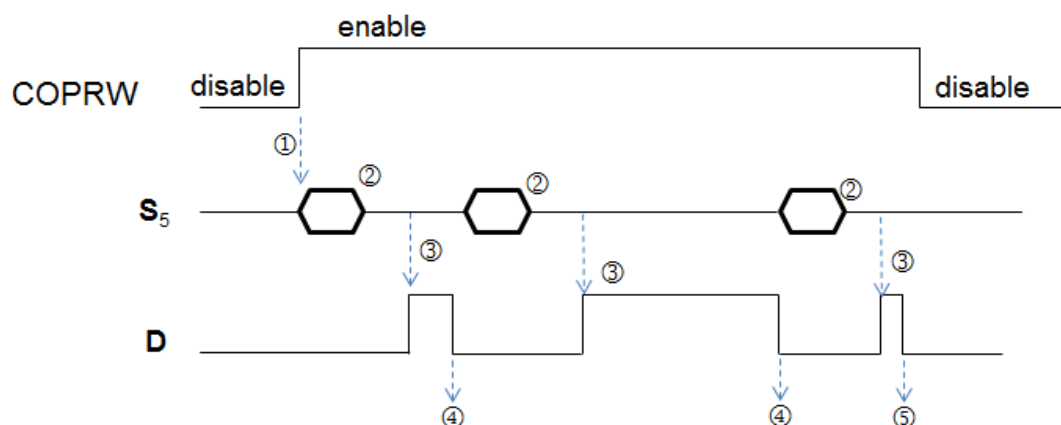 enable
COPRW disable disable
① 
② ② ②
S₅
③ ③ ③
D
④ ④ ⑤